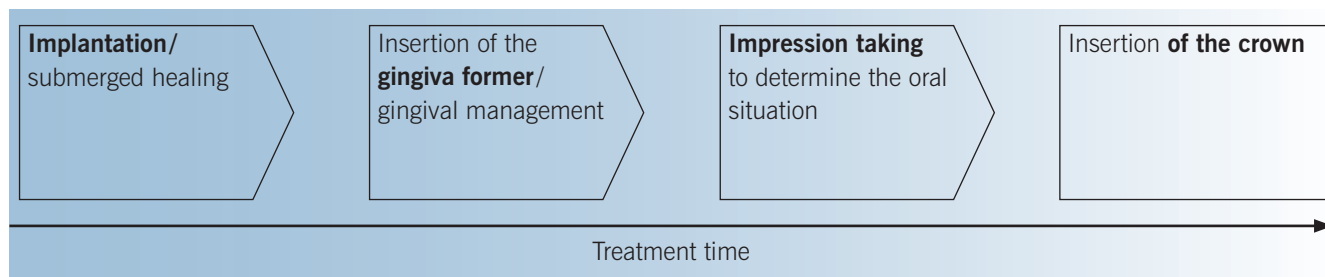 Implantation/
submerged healing
Insertion of the
gingiva former/
gingival management
Impression taking
to determine the oral
situation
Insertion of the crown
Treatment time